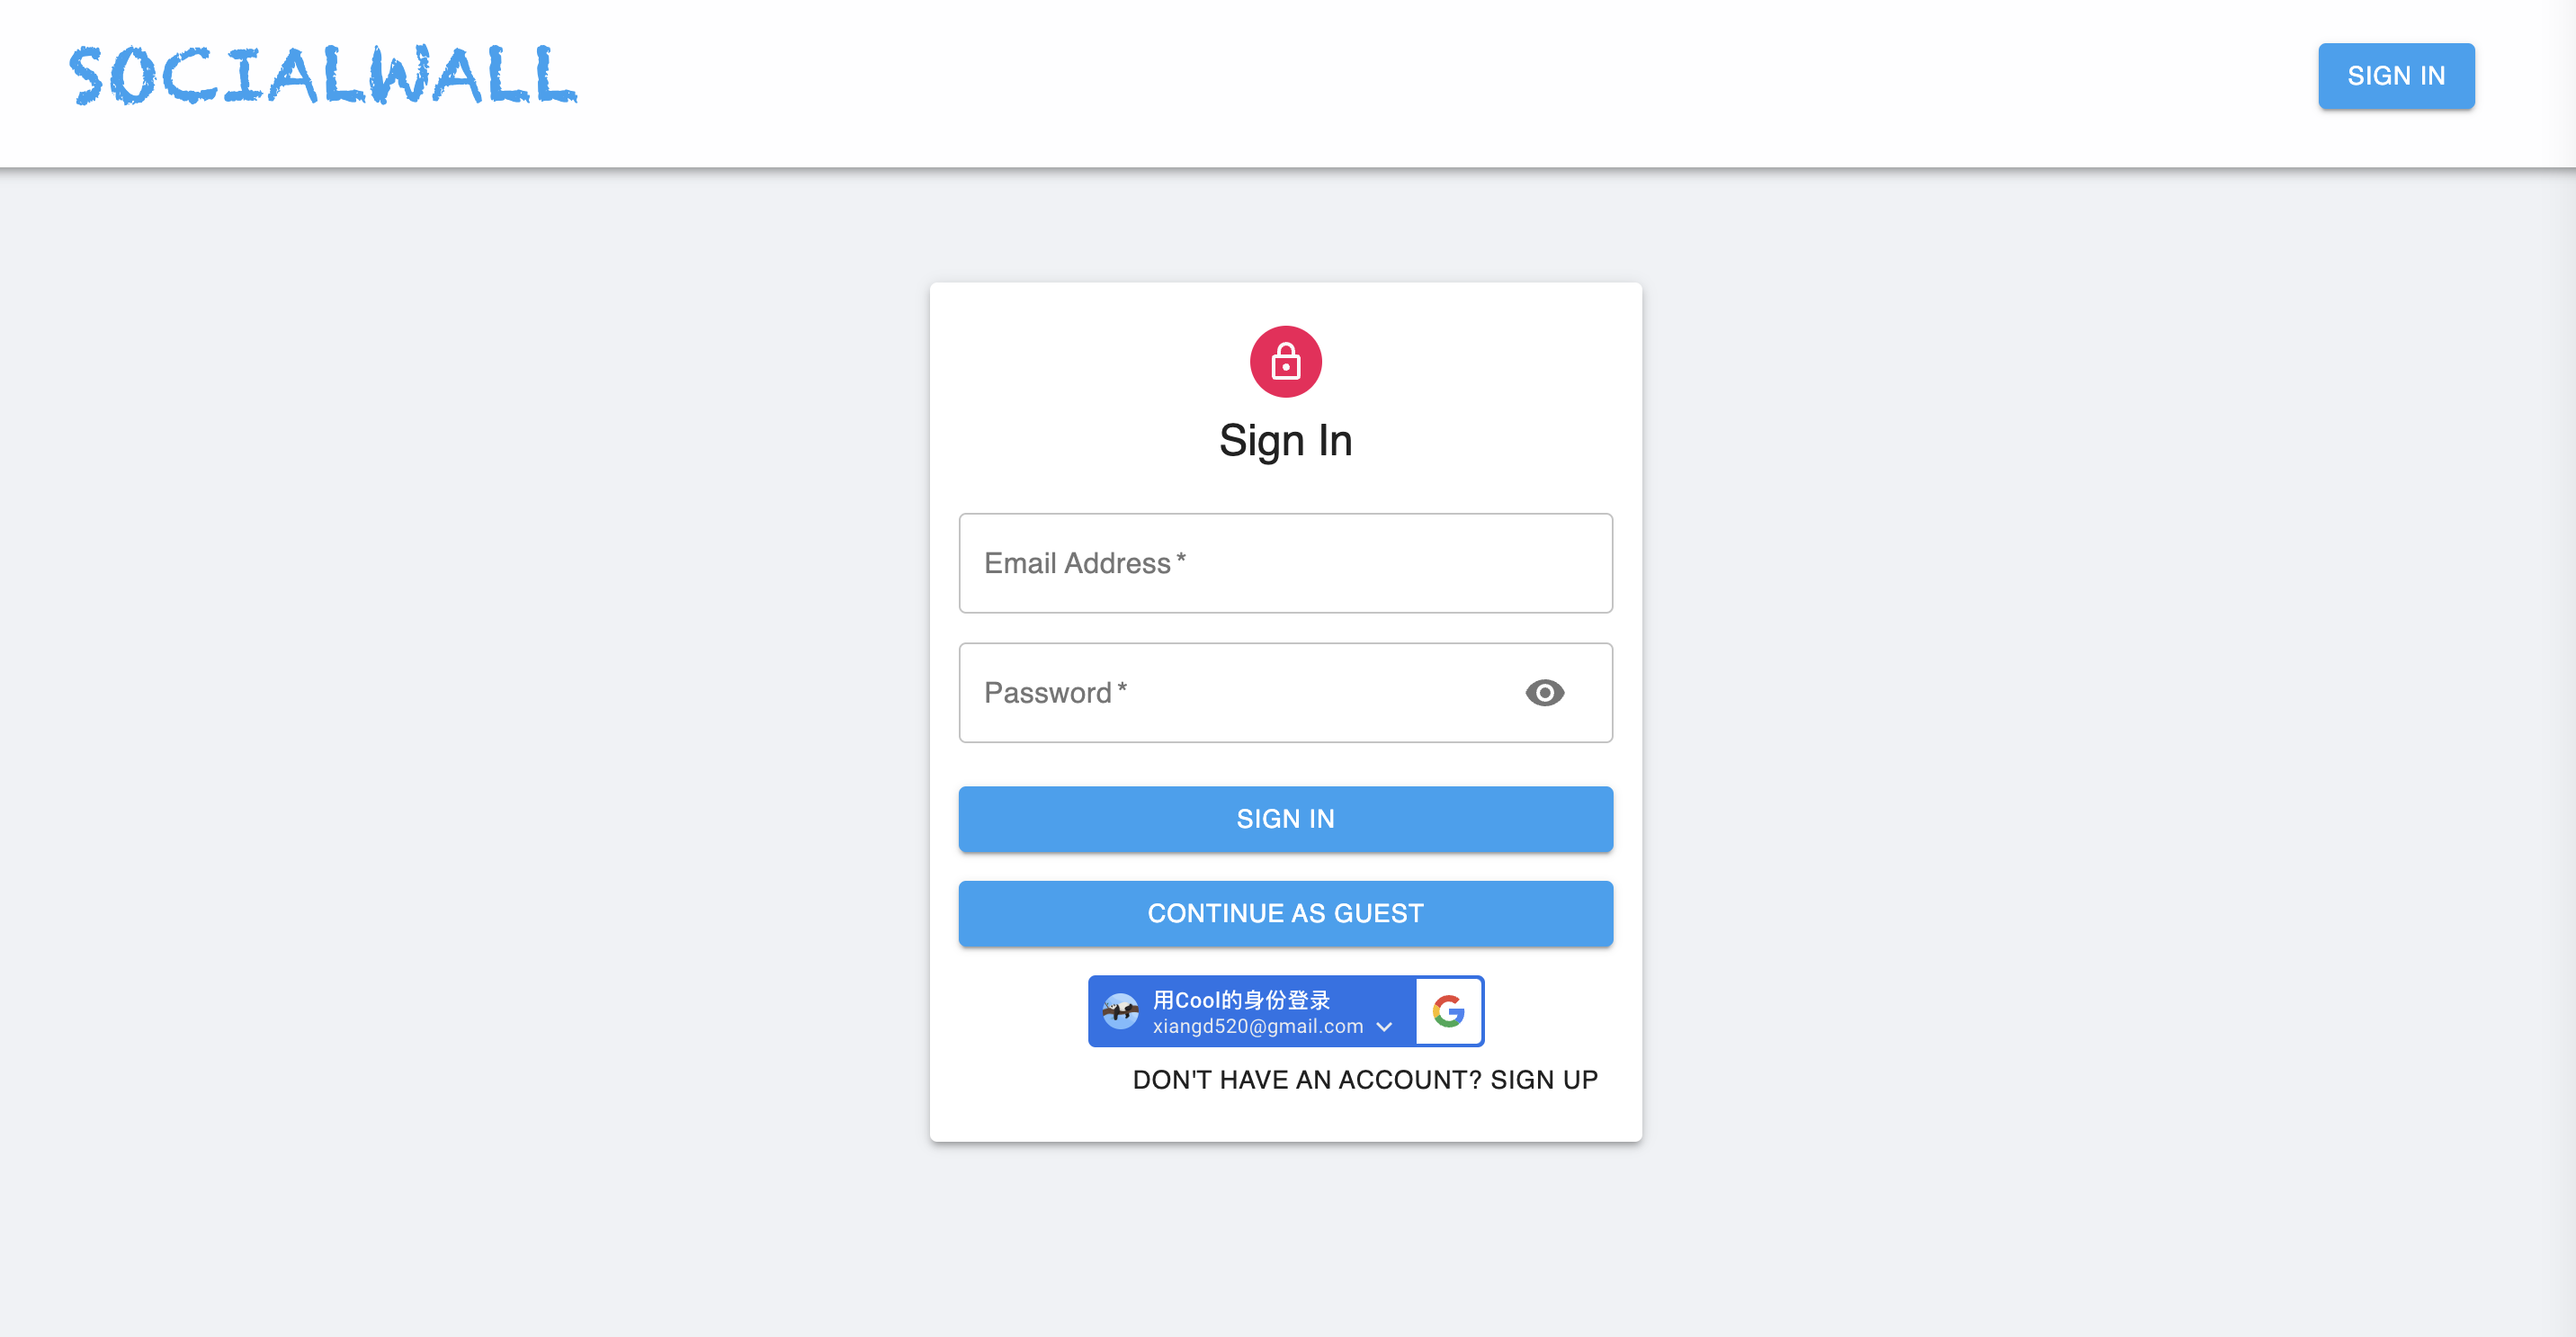 SOCIALWALL
SIGN IN
Sign In
Email Address *
Password *
SIGN IN
CONTINUE AS GUEST
用Cool的身份登录
xiangd520@gmail.com
DON'T HAVE AN ACCOUNT? SIGN UP